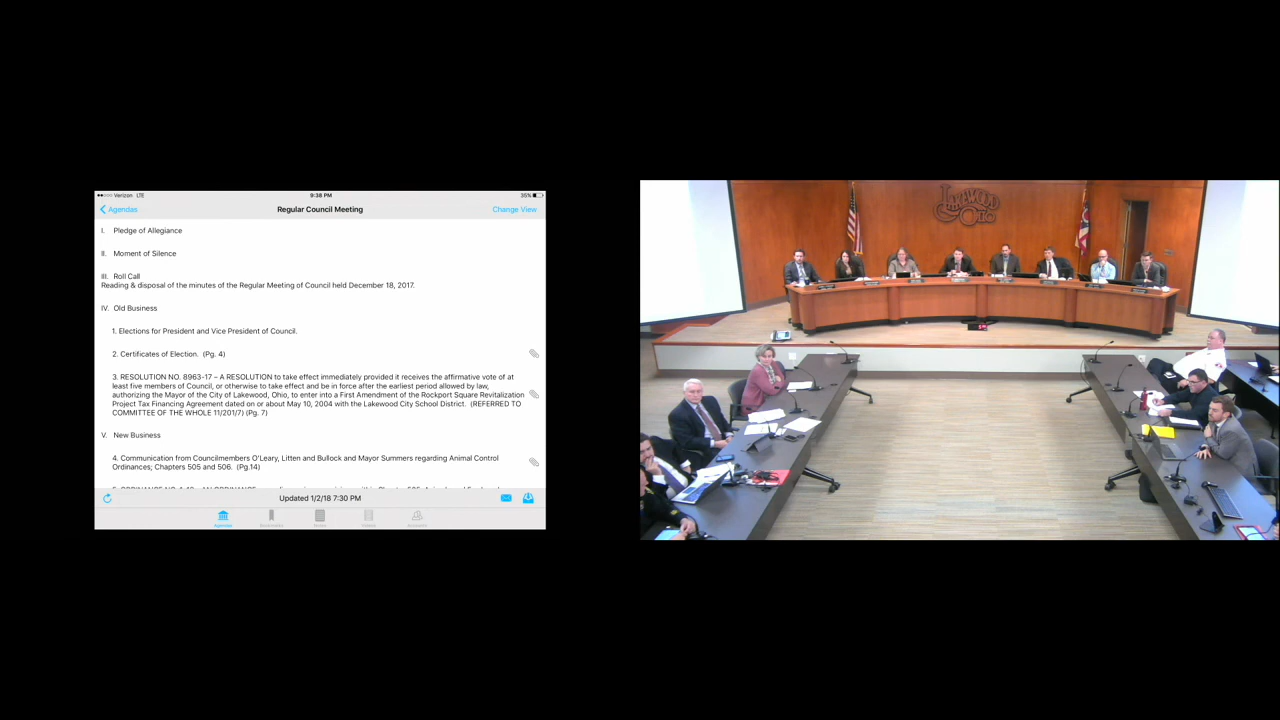 Verizon LTE
9:38 PM
35%
Agendas
Regular Council Meeting
Change View
I. Pledge of Allegiance
II. Moment of Silence
III. Roll Call
Reading & disposal of the minutes of the Regular Meeting of Council held December 18, 2017.
IV. Old Business
1. Elections for President and Vice President of Council.
2. Certificates of Election. (Pg. 4)
3. RESOLUTION NO. 8963-17 – A RESOLUTION to take effect immediately provided it receives the affirmative vote of at
least five members of Council, or otherwise to take effect and be in force after the earliest period allowed by law,
authorizing the Mayor of the City of Lakewood, Ohio, to enter into a First Amendment of the Rockport Square Revitalization
Project Tax Financing Agreement dated on or about May 10, 2004 with the Lakewood City School District. (REFERRED TO
COMMITTEE OF THE WHOLE 11/201/7) (Pg. 7)
V. New Business
4. Communication from Councilmembers O'Leary, Litten and Bullock and Mayor Summers regarding Animal Control
Ordinances; Chapters 505 and 506. (Pg.14)
Updated 1/2/18 7:30 PM
Agendas
Bookmarks
Notes
Videos
Accounts
LAKEWOOD
OHIO